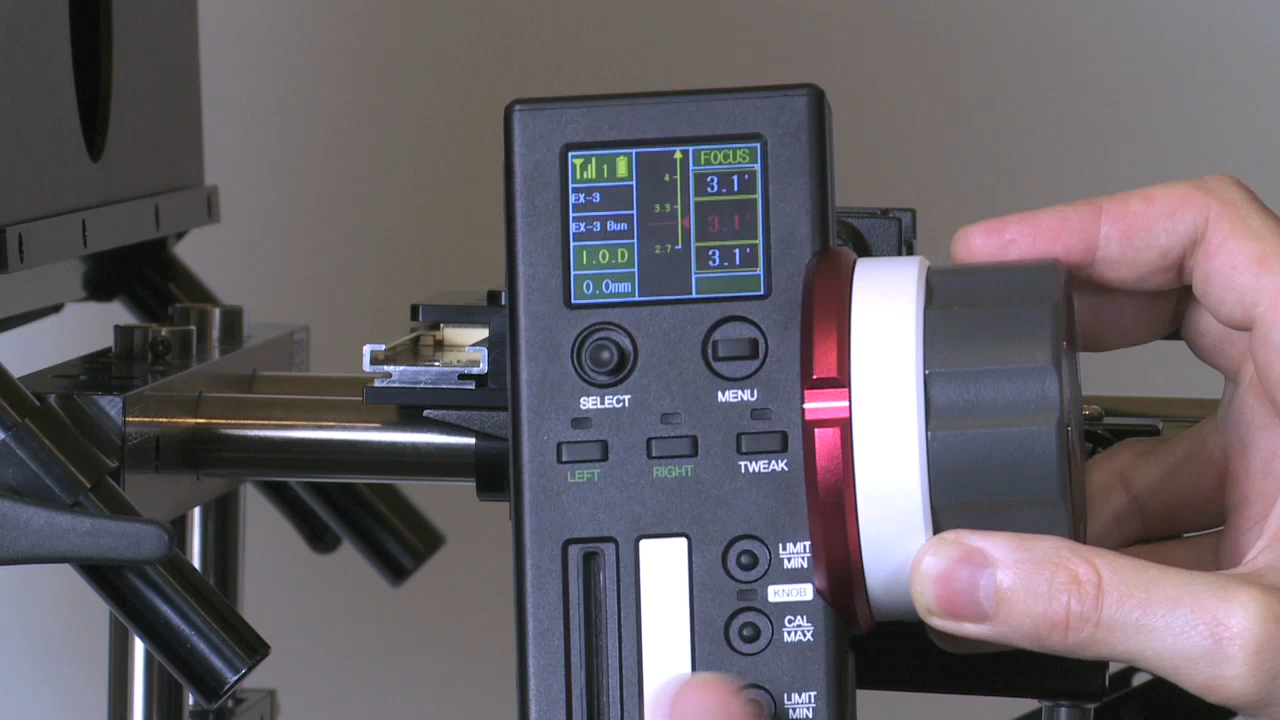 1
EX-3
EX-3 Bun
I.O.D
0.0mm
4
3.3
2.7
FOCUS
3.1'
3.1'
3.1'
SELECT
MENU
LEFT
RIGHT
TWEAK
LIMIT
MIN
KNOB
CAL
MAX
LIMIT
MIN